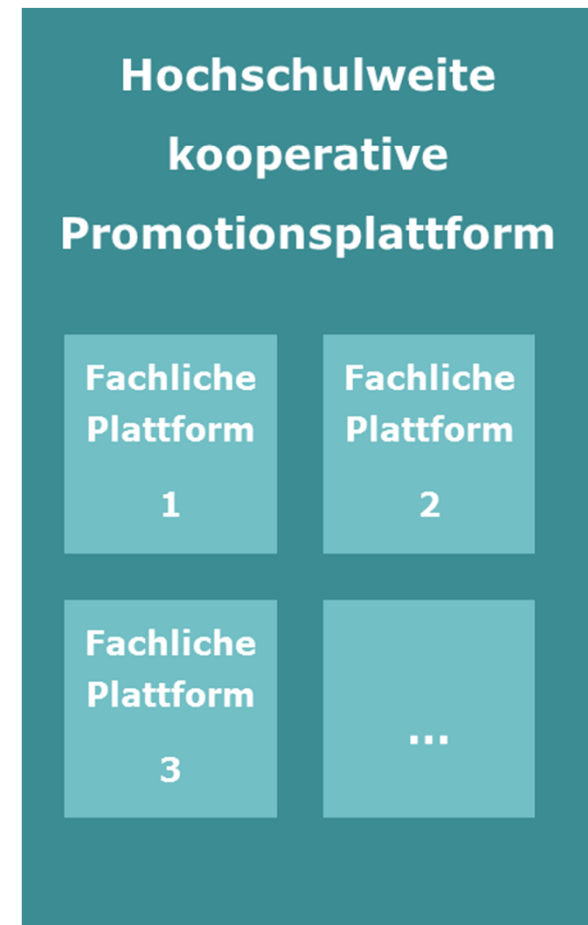 Hochschulweite
kooperative
Promotionsplattform
Fachliche
Plattform
1
Fachliche
Plattform
2
Fachliche
Plattform
3
...